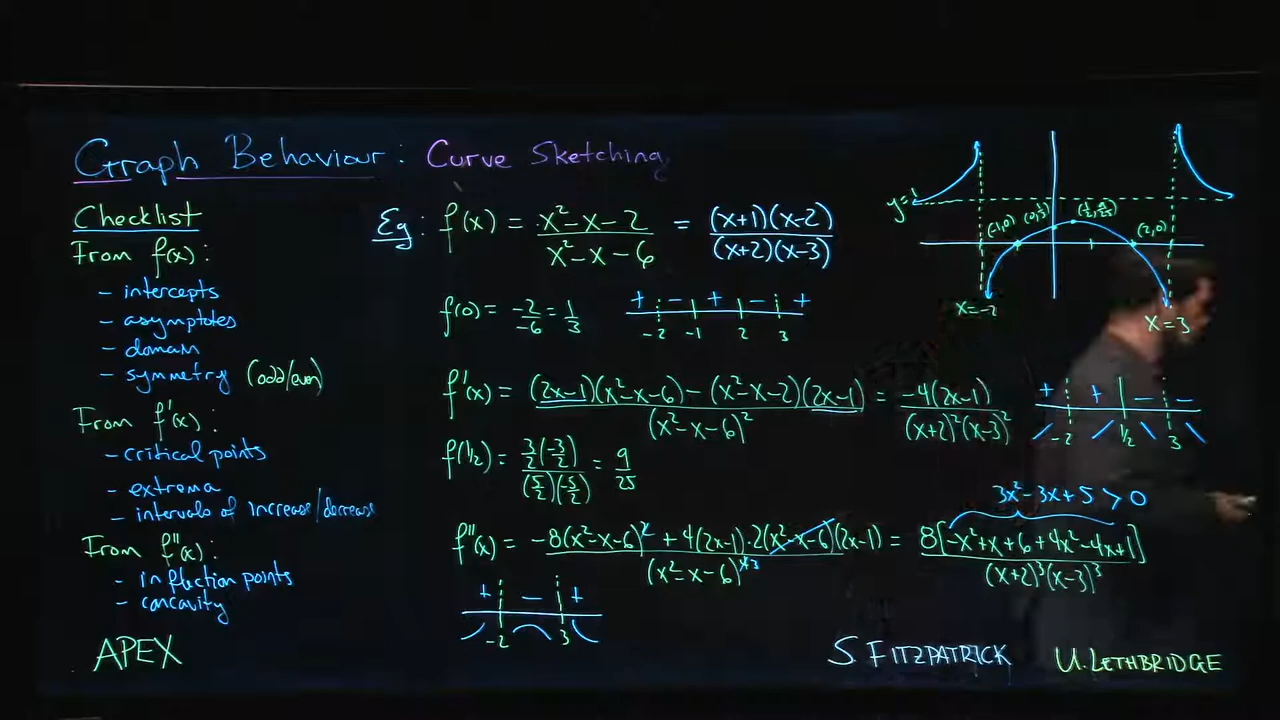 Graph Behaviour: Curve Sketching
Checklist
From f(x):
- intercepts
- asymptotes
- domain
- symmetry (odd/even)
From f'(x):
- critical points
- extrema
- intervals of increase/decrease
From f''(x):
- inflection points
- concavity
APEX
Eg: f(x) = (x²-x-2)/(x²-x-6) = ((x+1)(x-2))/((x+2)(x-3))
f(0) = -2/-6 = 1/3
+ - + - +
-2 -1 2 3
f'(x) = ((2x-1)(x²-x-6) - (x²-x-2)(2x-1))/(x²-x-6)² = -4(2x-1)/((x+2)²(x-3)²)
+ + - -
-2 1/2 3
f(1/2) = (3/2(-3/2))/((5/2)(-5/2)) = 9/25
3x²-3x+5 > 0
f''(x) = (-8(x²-x-6)² + 4(2x-1)·2(x²-x-6)(2x-1))/(x²-x-6)⁴3 = 8[-x²+x+6+4x²-4x+1]/((x+2)³(x-3)³)
+ - +
-2 3
y=1
(-1,0) (0,1/3) (1/2,9/25) (2,0)
x=-2 x=3
S. FITZPATRICK U. LETHBRIDGE